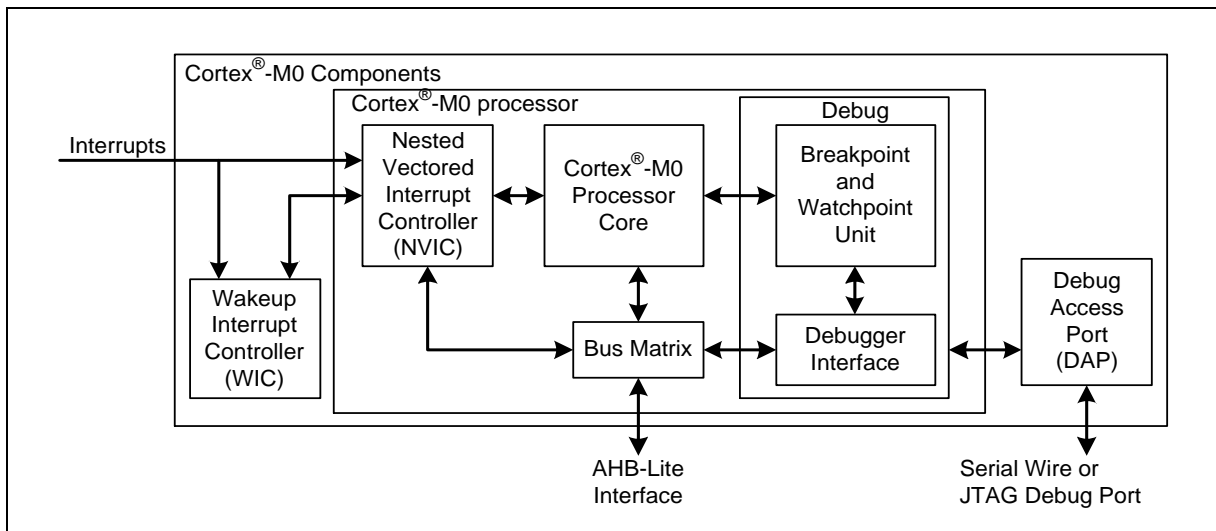 Cortex®-M0 Components
Cortex®-M0 processor
Debug
Interrupts
Nested
Vectored
Interrupt
Controller
(NVIC)
Cortex®-M0
Processor
Core
Breakpoint
and
Watchpoint
Unit
Wakeup
Interrupt
Controller
(WIC)
Bus Matrix
Debugger
Interface
Debug
Access
Port
(DAP)
AHB-Lite
Interface
Serial Wire or
JTAG Debug Port